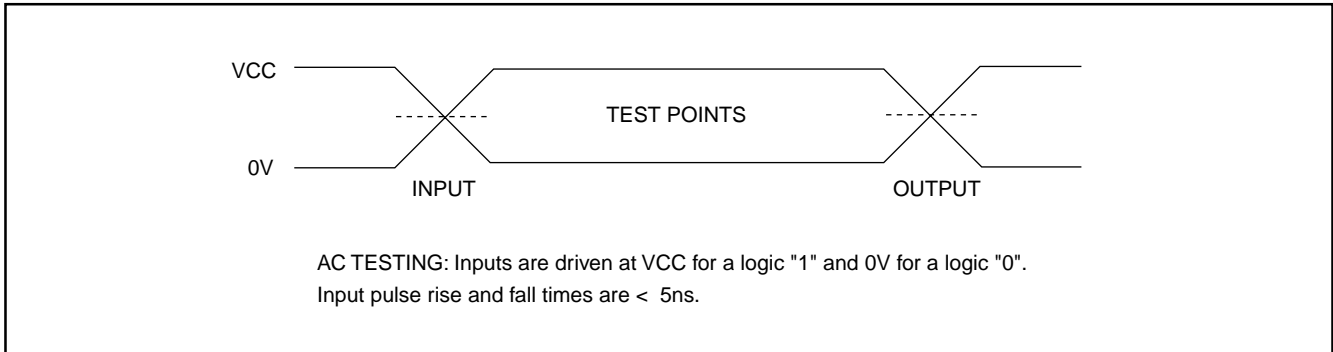 VCC
TEST POINTS
0V
INPUT
OUTPUT
AC TESTING: Inputs are driven at VCC for a logic "1" and 0V for a logic "0".
Input pulse rise and fall times are <  5ns.